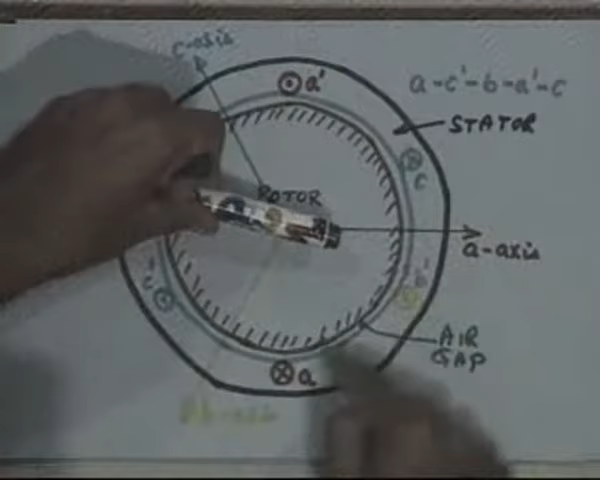 c-axis
a'
a-c'-b-a'-c
STATOR
c
ROTOR
a-axis
b'
c'
AIR
GAP
a